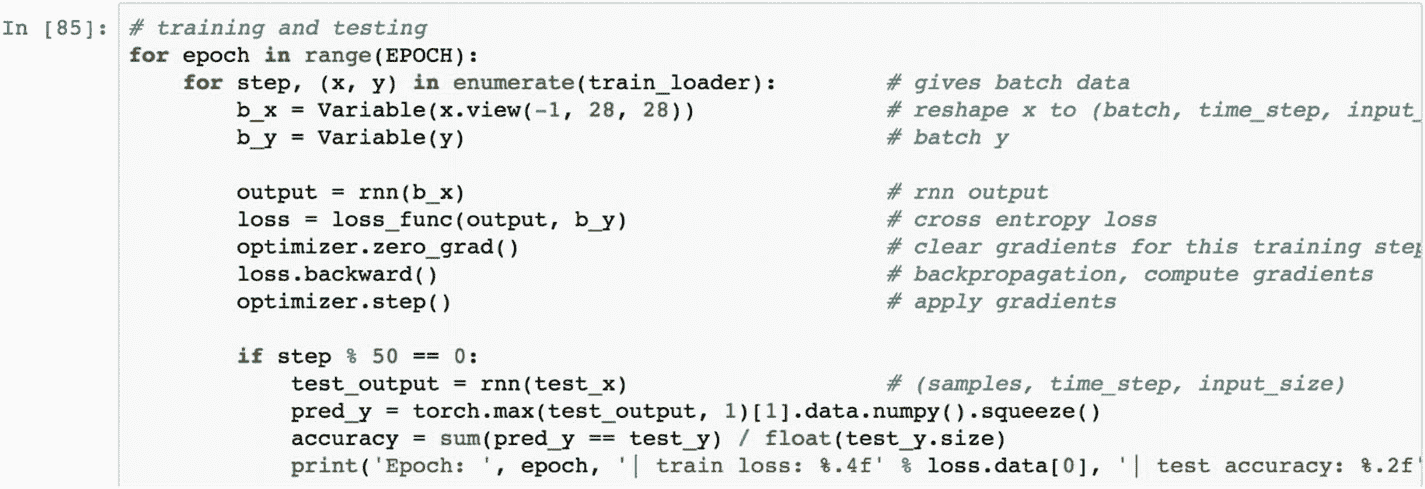 In [85]: # training and testing
for epoch in range(EPOCH):
    for step, (x, y) in enumerate(train_loader):        # gives batch data
        b_x = Variable(x.view(-1, 28, 28))              # reshape x to (batch, time_step, input_
        b_y = Variable(y)                               # batch y

        output = rnn(b_x)                               # rnn output
        loss = loss_func(output, b_y)                   # cross entropy loss
        optimizer.zero_grad()                           # clear gradients for this training step
        loss.backward()                                 # backpropagation, compute gradients
        optimizer.step()                                # apply gradients

        if step % 50 == 0:
            test_output = rnn(test_x)                   # (samples, time_step, input_size)
            pred_y = torch.max(test_output, 1)[1].data.numpy().squeeze()
            accuracy = sum(pred_y == test_y) / float(test_y.size)
            print('Epoch: ', epoch, '| train loss: %.4f' % loss.data[0], '| test accuracy: %.2f'